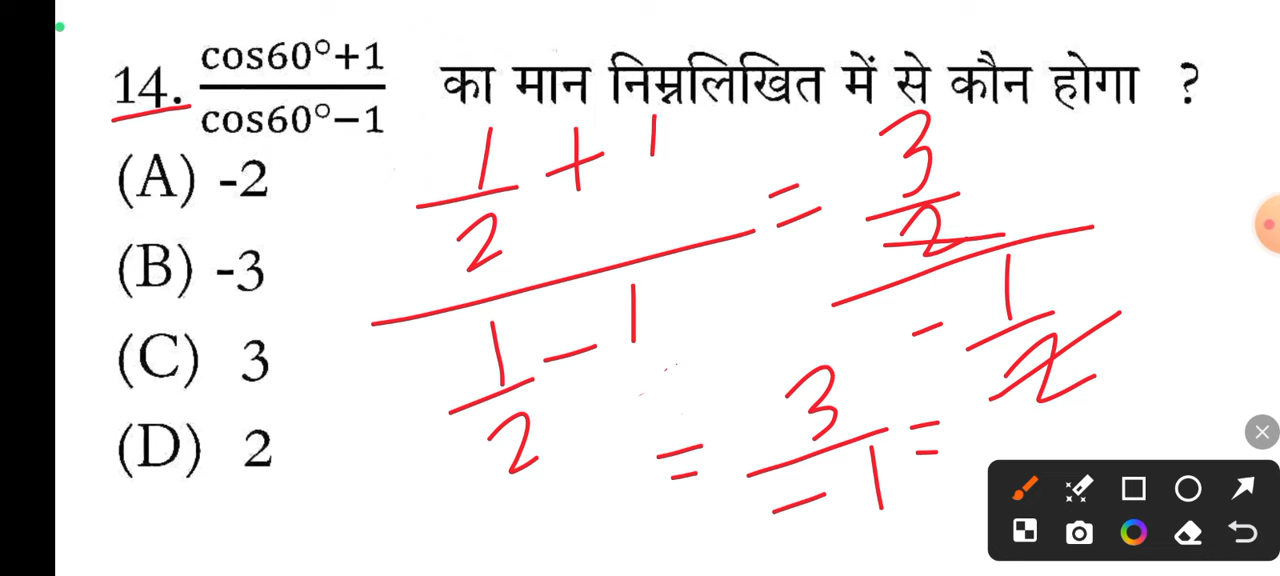 14. cos60°+1 / cos60°−1 का मान निम्नलिखित में से कौन होगा ?
(A) -2
(B) -3
(C) 3
(D) 2
1/2 + 1 / 1/2 − 1 = 3/2 / −1/2
= 3/−1 =